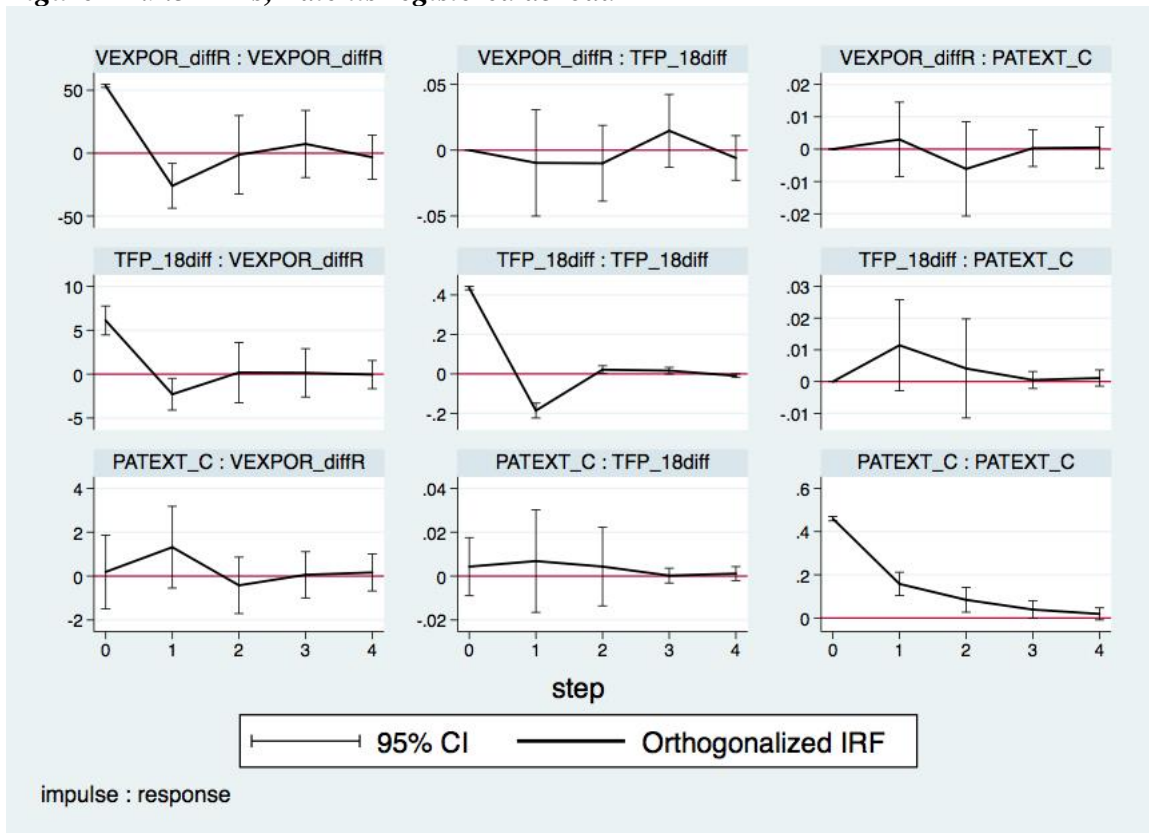 VEXPOR_diffR : VEXPOR_diffR
VEXPOR_diffR : TFP_18diff
VEXPOR_diffR : PATEXT_C
50
0
-50
.05
0
-.05
.02
.01
0
-.01
-.02
TFP_18diff : VEXPOR_diffR
TFP_18diff : TFP_18diff
TFP_18diff : PATEXT_C
10
5
0
-5
.4
.2
0
-.2
.03
.02
.01
0
-.01
PATEXT_C : VEXPOR_diffR
PATEXT_C : TFP_18diff
PATEXT_C : PATEXT_C
4
2
0
-2
.04
.02
0
-.02
.6
.4
.2
0
0 1 2 3 4
0 1 2 3 4
0 1 2 3 4
step
95% CI
Orthogonalized IRF
impulse : response